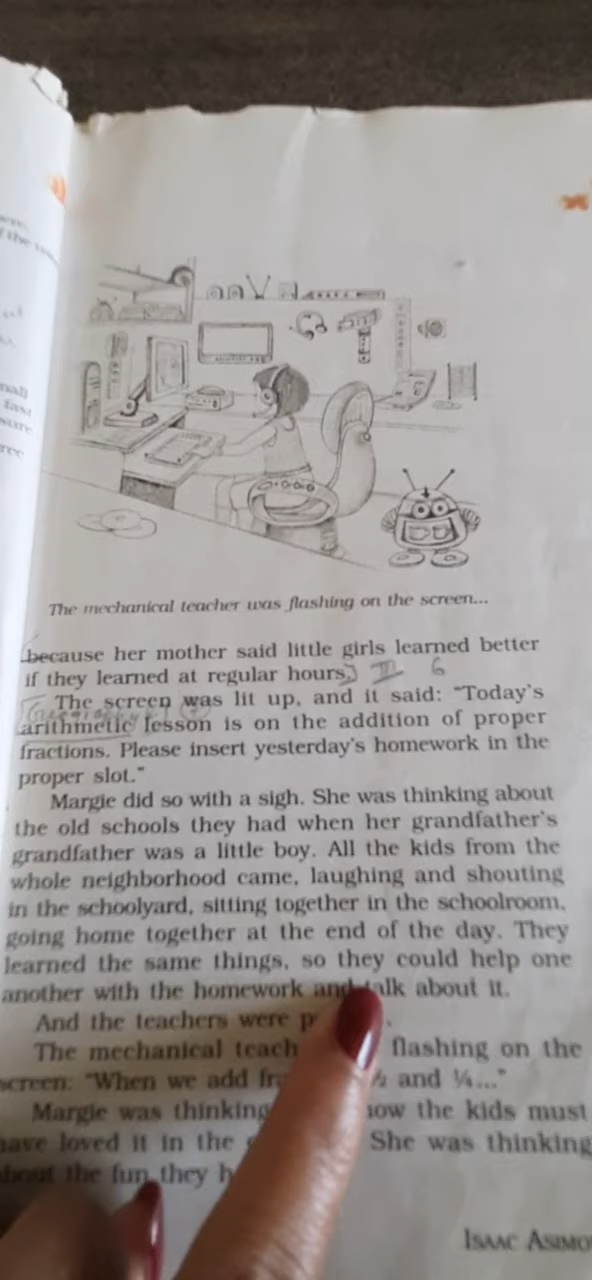 The mechanical teacher was flashing on the screen...
because her mother said little girls learned better
if they learned at regular hours.
The screen was lit up, and it said: "Today's
arithmetic lesson is on the addition of proper
fractions. Please insert yesterday's homework in the
proper slot."
Margie did so with a sigh. She was thinking about
the old schools they had when her grandfather's
grandfather was a little boy. All the kids from the
whole neighborhood came, laughing and shouting
in the schoolyard, sitting together in the schoolroom,
going home together at the end of the day. They
learned the same things, so they could help one
another with the homework and talk about it.
And the teachers were
The mechanical flashing on the
screen: "When we add ½ and ¼..."
Margie was thinking how the kids must
have loved it in the She was thinking
about the fun they
ISAAC